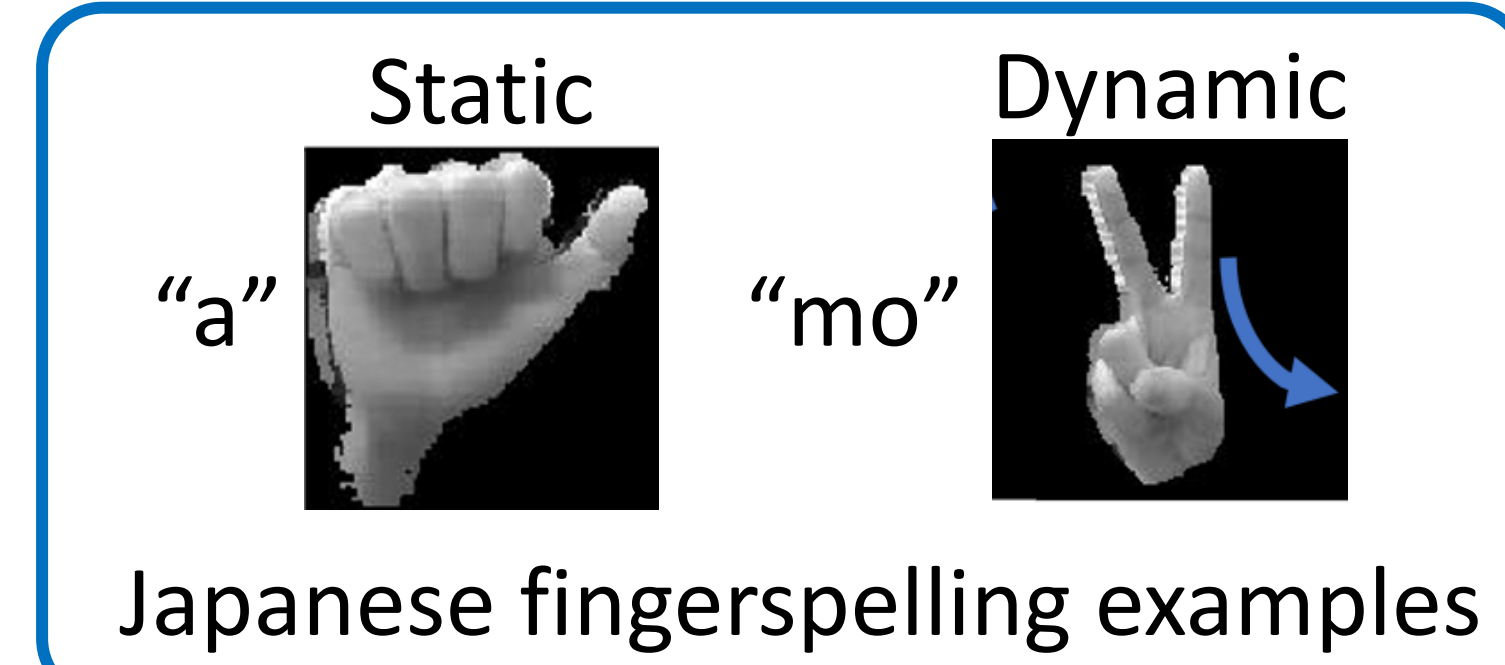 Static
Dynamic
“a”
“mo”
Japanese fingerspelling examples